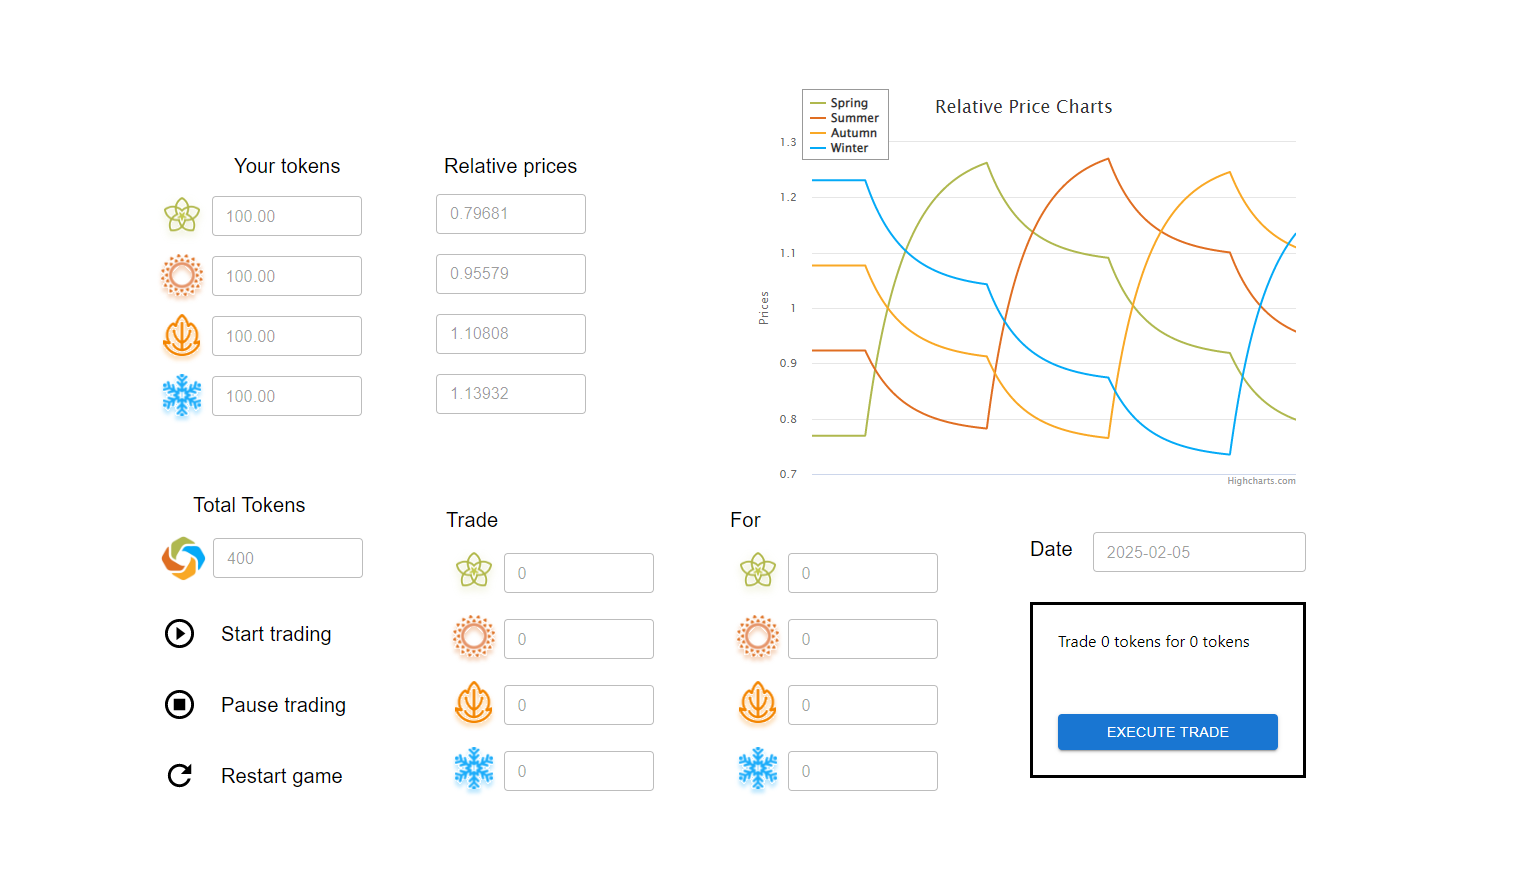 Your tokens
100.00
100.00
100.00
100.00
Relative prices
0.79681
0.95579
1.10808
1.13932
Relative Price Charts
Spring
Summer
Autumn
Winter
Prices
1.3
1.2
1.1
1
0.9
0.8
0.7
Highcharts.com
Total Tokens
400
Start trading
Pause trading
Restart game
Trade
0
0
0
0
For
0
0
0
0
Date
2025-02-05
Trade 0 tokens for 0 tokens
EXECUTE TRADE